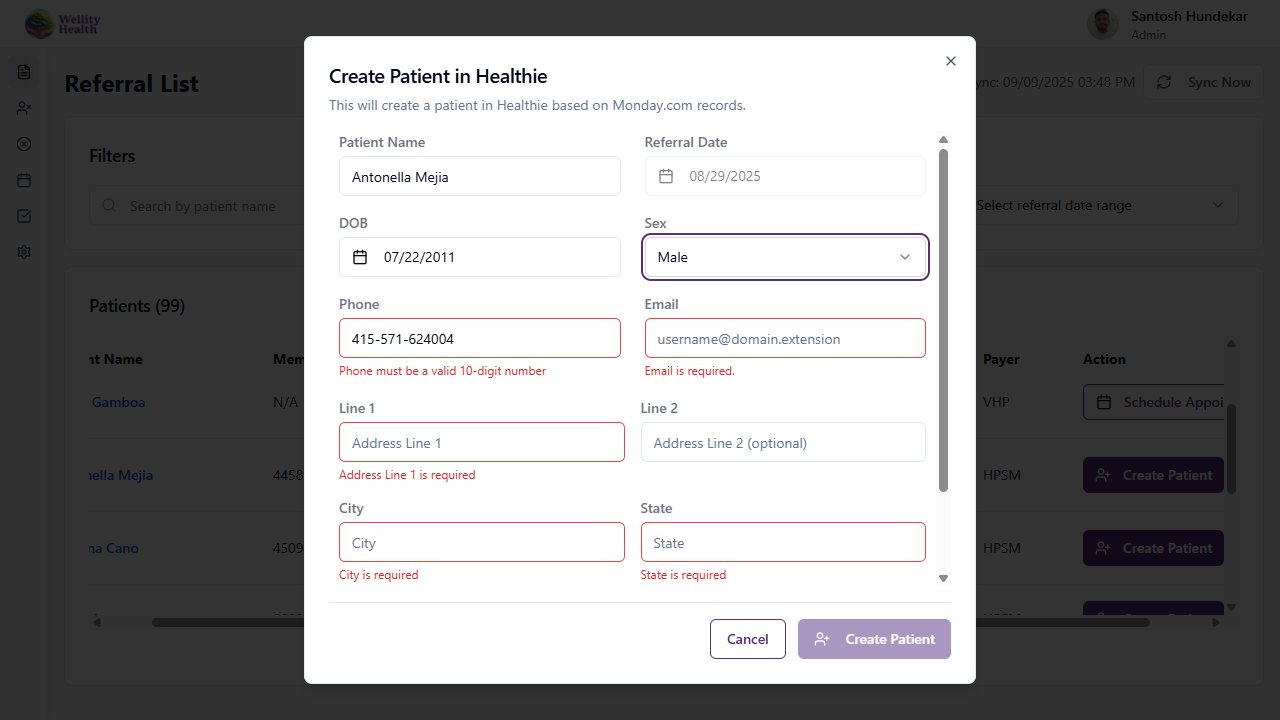 Wellity
Health
Santosh Hundekar
Admin
Referral List
ync: 09/09/2025 03:48 PM
Sync Now
Filters
Search by patient name
Select referral date range
Patients (99)
nt Name
Mem
Payer
Action
Gamboa
N/A
VHP
Schedule Appoi
nella Mejia
4458
HPSM
Create Patient
na Cano
4509
HPSM
Create Patient
Create Patient in Healthie
This will create a patient in Healthie based on Monday.com records.
Patient Name
Referral Date
Antonella Mejia
08/29/2025
DOB
Sex
07/22/2011
Male
Phone
Email
415-571-624004
username@domain.extension
Phone must be a valid 10-digit number
Email is required.
Line 1
Line 2
Address Line 1
Address Line 2 (optional)
Address Line 1 is required
City
State
City
State
City is required
State is required
Cancel
Create Patient